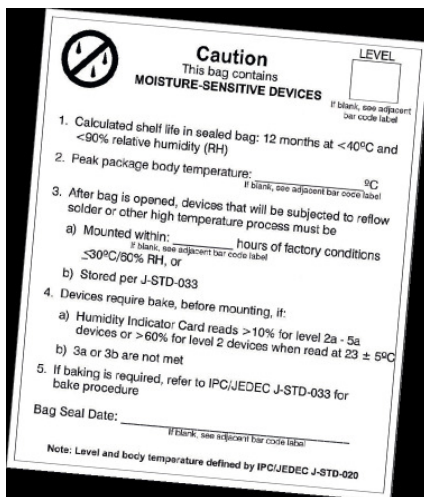 LEVEL
Caution
This bag contains
MOISTURE-SENSITIVE DEVICES
If blank, see adjacent
bar code label
1. Calculated shelf life in sealed bag: 12 months at <40ºC and
<90% relative humidity (RH)
2. Peak package body temperature: ____________ ºC
If blank, see adjacent bar code label
3. After bag is opened, devices that will be subjected to reflow
solder or other high temperature process must be
a) Mounted within: ________ hours of factory conditions
If blank, see adjacent bar code label
≤30ºC/60% RH, or
b) Stored per J-STD-033
4. Devices require bake, before mounting, if:
a) Humidity Indicator Card reads >10% for level 2a - 5a
devices or >60% for level 2 devices when read at 23 ± 5ºC
b) 3a or 3b are not met
5. If baking is required, refer to IPC/JEDEC J-STD-033 for
bake procedure
Bag Seal Date: ____________________
If blank, see adjacent bar code label
Note: Level and body temperature defined by IPC/JEDEC J-STD-020